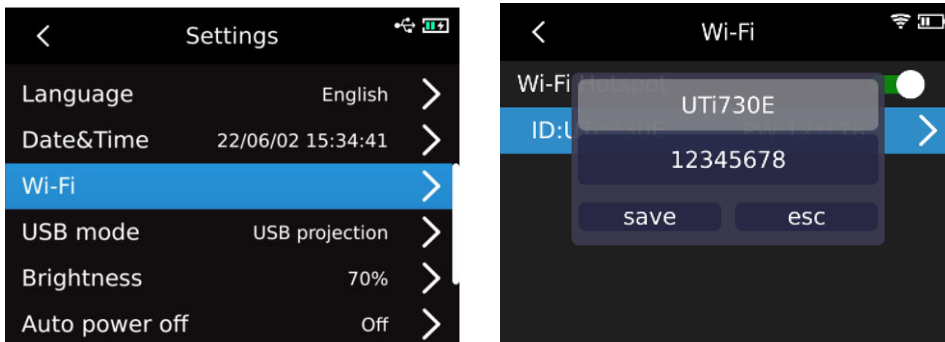 Settings
Language English
Date&Time 22/06/02 15:34:41
Wi-Fi
USB mode USB projection
Brightness 70%
Auto power off Off
Wi-Fi
Wi-Fi Hotspot
UTi730E
ID:
12345678
save esc